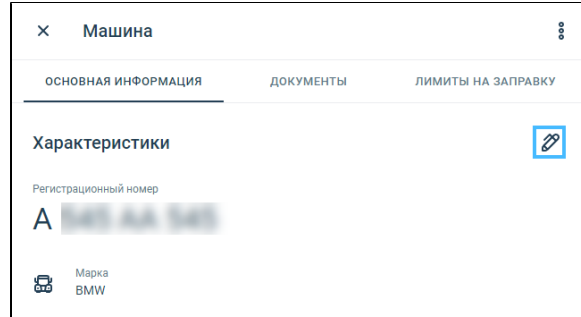 Машина
ОСНОВНАЯ ИНФОРМАЦИЯ ДОКУМЕНТЫ ЛИМИТЫ НА ЗАПРАВКУ
Характеристики
Регистрационный номер
А
Марка
BMW